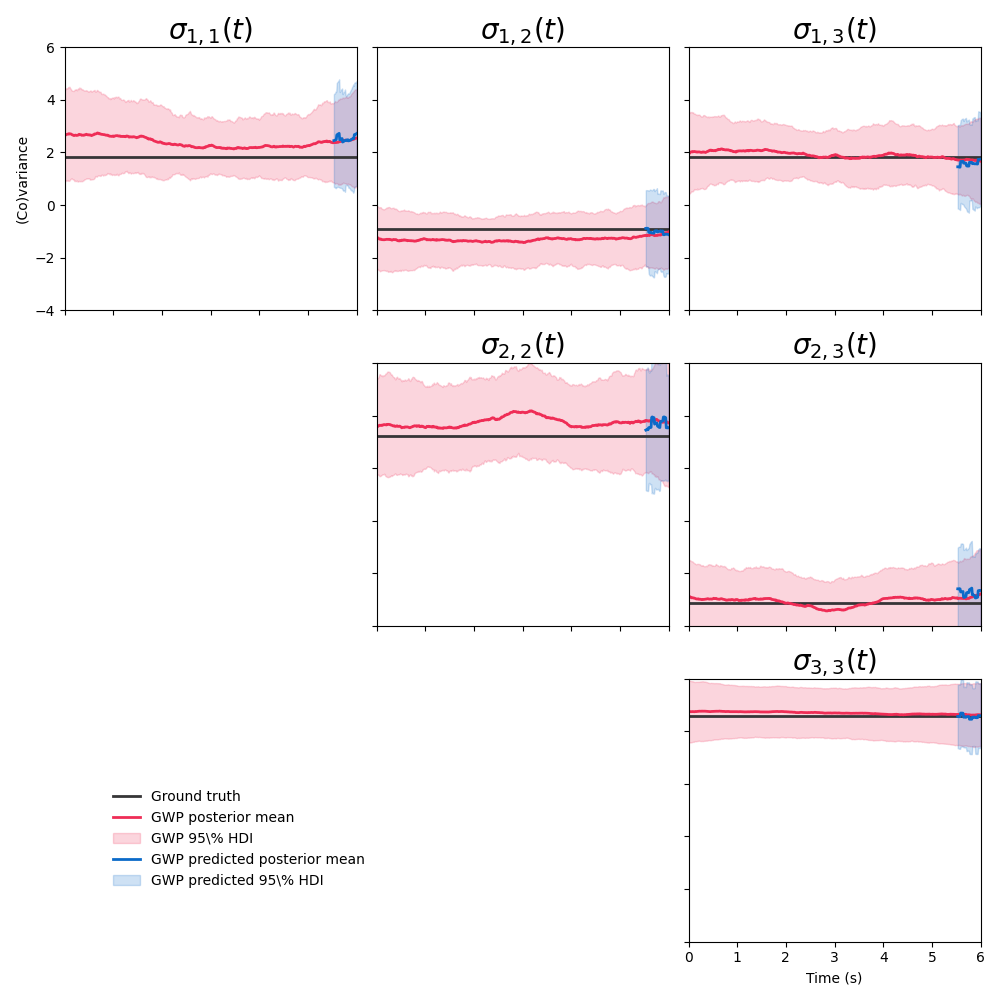 σ1,1(t)
σ1,2(t)
σ1,3(t)
6
4
2
0
−2
−4
(Co)variance
σ2,2(t)
σ2,3(t)
σ3,3(t)
Ground truth
GWP posterior mean
GWP 95\% HDI
GWP predicted posterior mean
GWP predicted 95\% HDI
0 1 2 3 4 5 6
Time (s)